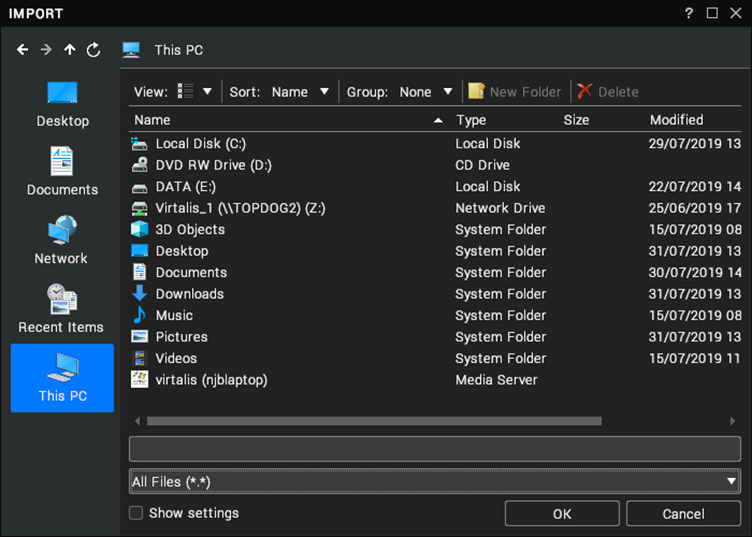 IMPORT ?
This PC
View: Sort: Name Group: None New Folder Delete
Desktop
Documents
Network
Recent Items
This PC
Name Type Size Modified
Local Disk (C:) Local Disk 29/07/2019 13
DVD RW Drive (D:) CD Drive
DATA (E:) Local Disk 22/07/2019 14
Virtalis_1 (\\TOPDOG2) (Z:) Network Drive 25/06/2019 17
3D Objects System Folder 15/07/2019 08
Desktop System Folder 31/07/2019 13
Documents System Folder 30/07/2019 14
Downloads System Folder 31/07/2019 13
Music System Folder 15/07/2019 08
Pictures System Folder 31/07/2019 13
Videos System Folder 15/07/2019 11
virtalis (njblaptop) Media Server
All Files (*.*)
Show settings OK Cancel